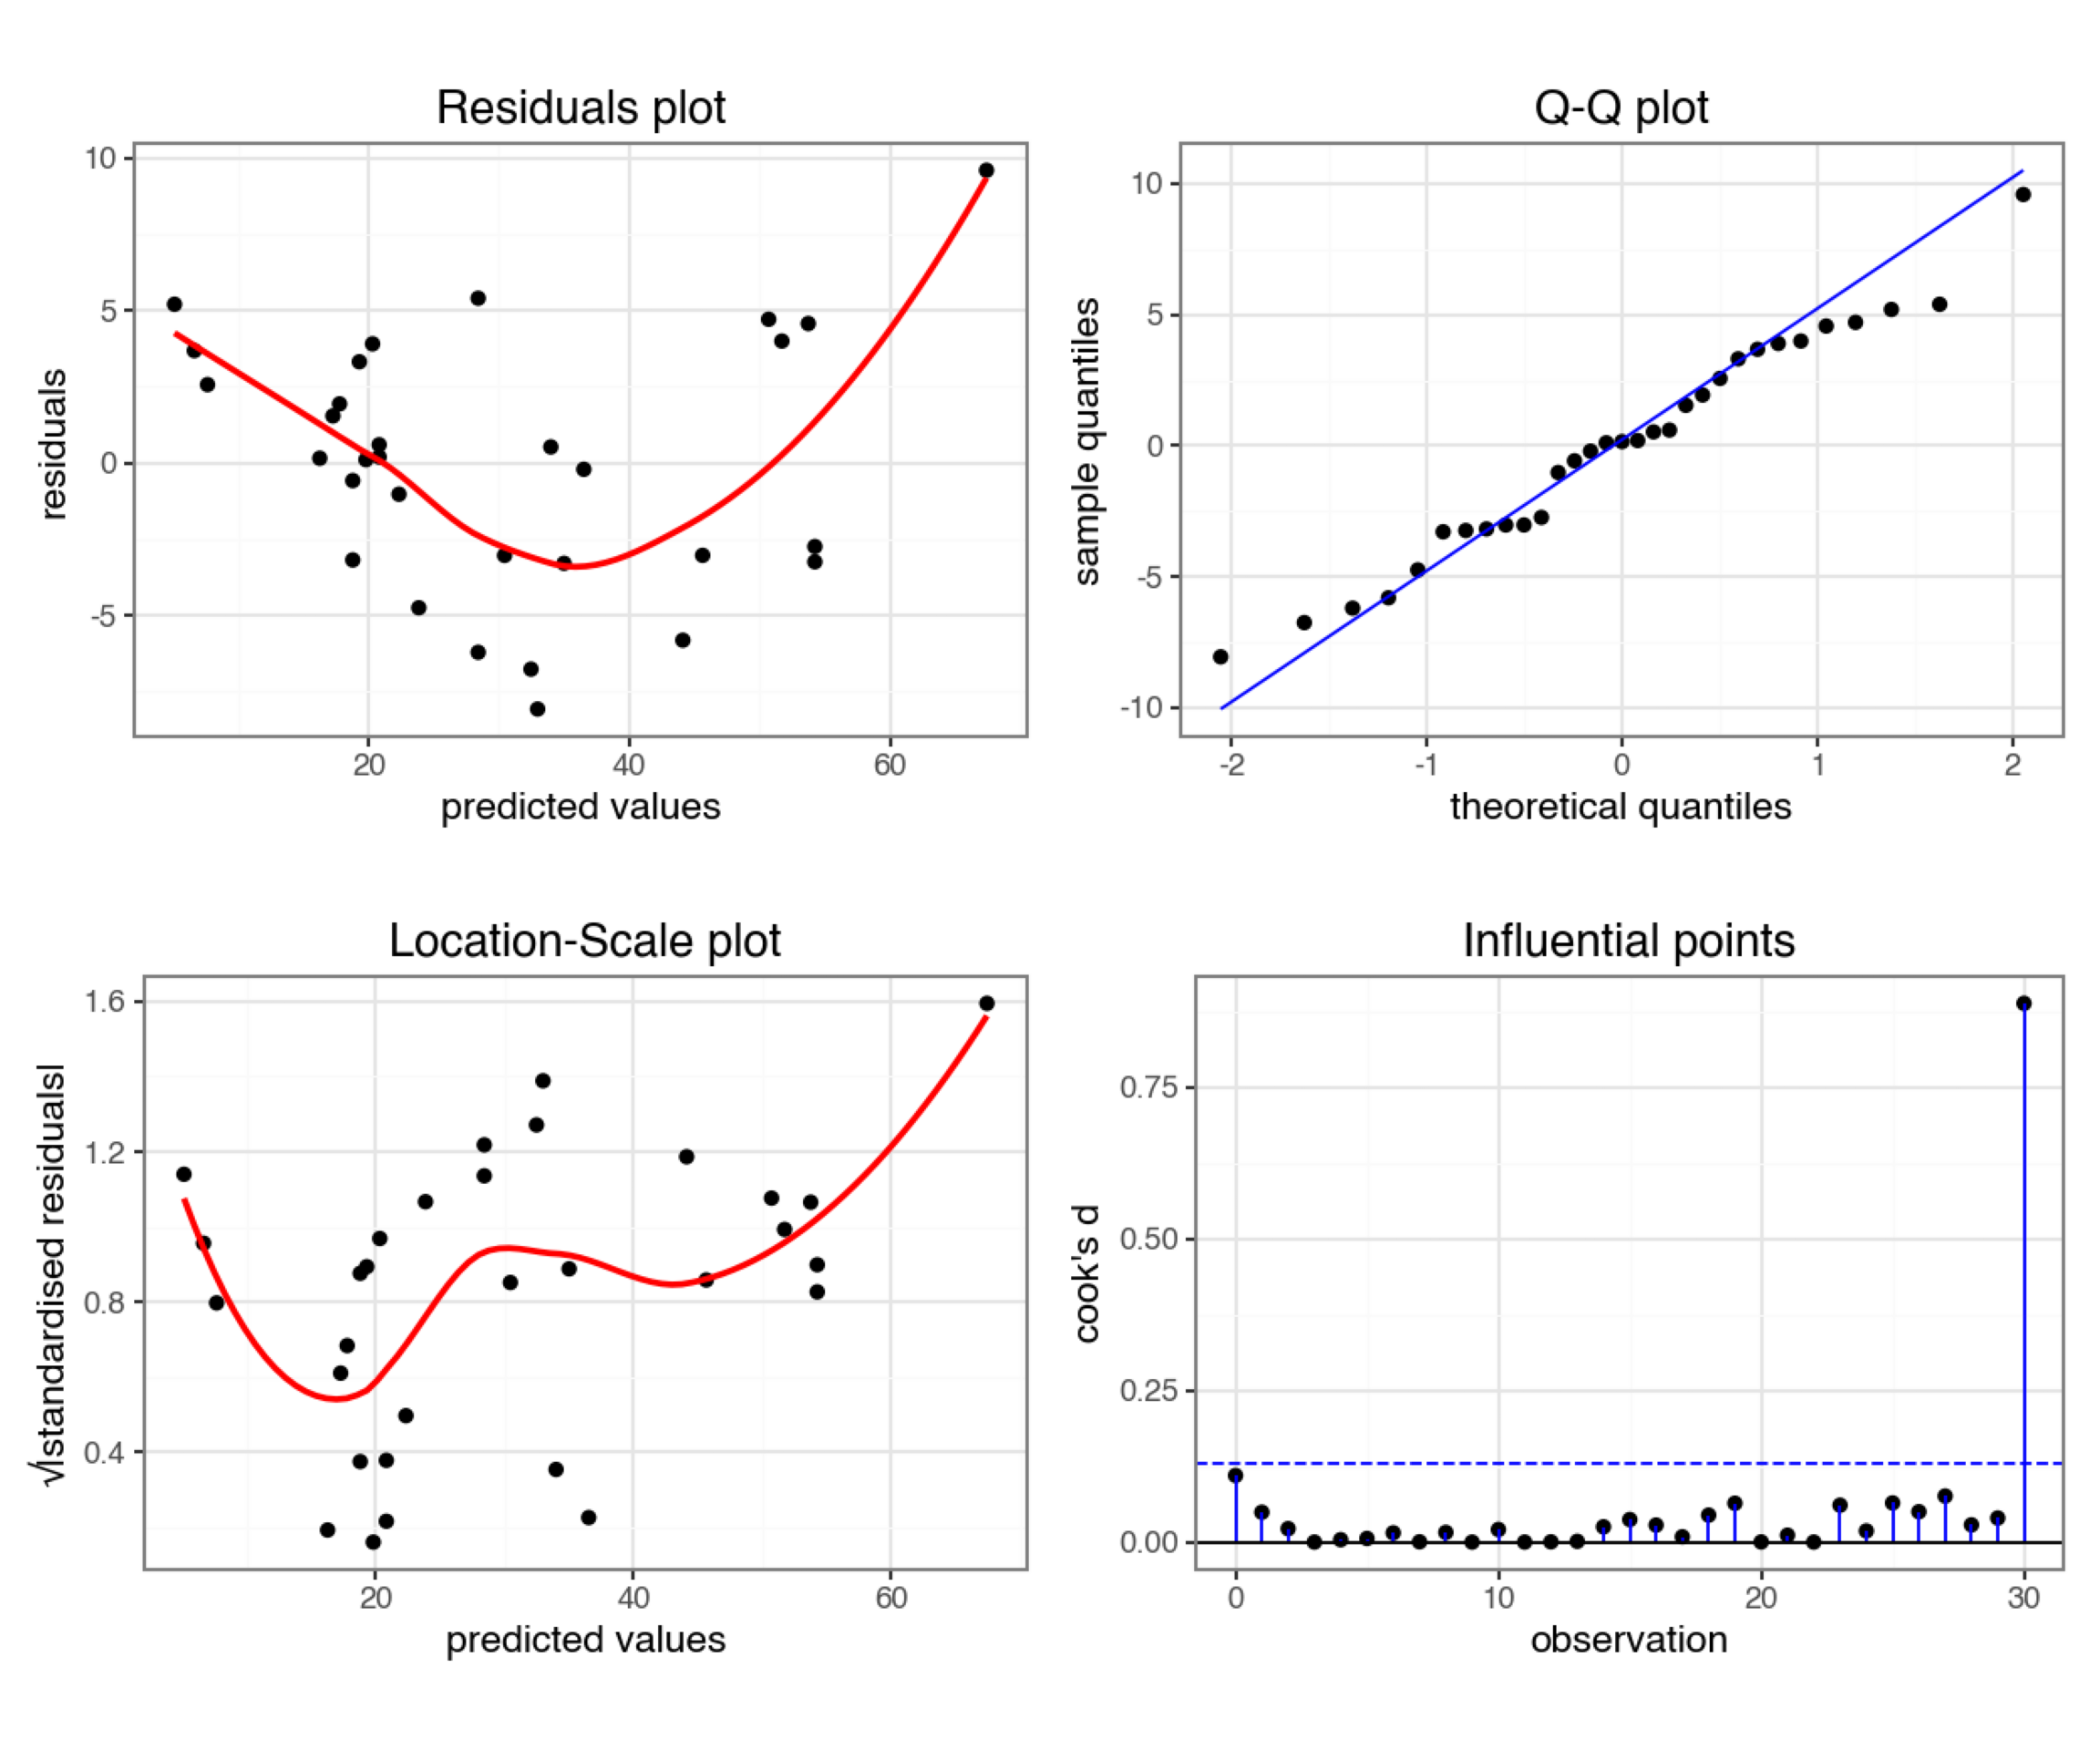 Residuals plot
10
5
0
-5
20 40 60
predicted values
residuals
Q-Q plot
10
5
0
-5
-10
-2 -1 0 1 2
theoretical quantiles
sample quantiles
Location-Scale plot
1.6
1.2
0.8
0.4
20 40 60
predicted values
√|standardised residuals|
Influential points
0.75
0.50
0.25
0.00
0 10 20 30
observation
cook's d